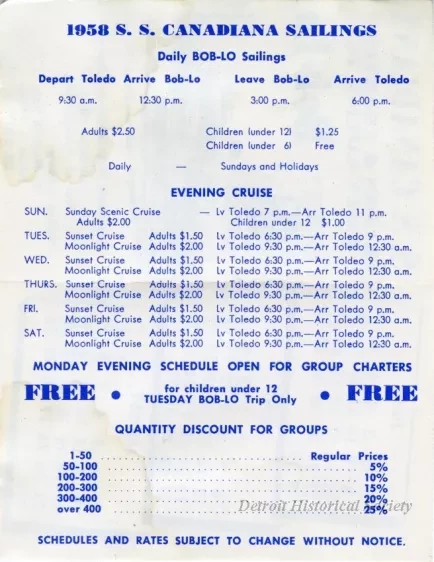 1958 S. S. CANADIANA SAILINGS
Daily BOB-LO Sailings
Depart Toledo Arrive Bob-Lo Leave Bob-Lo Arrive Toledo
9:30 a.m. 12:30 p.m. 3:00 p.m. 6:00 p.m.
Adults $2.50 Children (under 12) $1.25
Children (under 6) Free
Daily — Sundays and Holidays
EVENING CRUISE
SUN. Sunday Scenic Cruise — Lv Toledo 7 p.m.—Arr Toledo 11 p.m.
Adults $2.00 Children under 12 $1.00
TUES. Sunset Cruise Adults $1.50 Lv Toledo 6:30 p.m.—Arr Toledo 9 p.m.
Moonlight Cruise Adults $2.00 Lv Toledo 9:30 p.m.—Arr Toledo 12:30 a.m.
WED. Sunset Cruise Adults $1.50 Lv Toledo 6:30 p.m.—Arr Toldeo 9 p.m.
Moonlight Cruise Adults $2.00 Lv Toledo 9:30 p.m.—Arr Toledo 12:30 a.m.
THURS. Sunset Cruise Adults $1.50 Lv Toledo 6:30 p.m.—Arr Toledo 9 p.m.
Moonlight Cruise Adults $2.00 Lv Toledo 9:30 p.m.—Arr Toledo 12:30 a.m.
FRI. Sunset Cruise Adults $1.50 Lv Toledo 6:30 p.m.—Arr Toledo 9 p.m.
Moonlight Cruise Adults $2.00 Lv Toledo 9:30 p.m.—Arr Toledo 12:30 a.m.
SAT. Sunset Cruise Adults $1.50 Lv Toledo 6:30 p.m.—Arr Toledo 9 p.m.
Moonlight Cruise Adults $2.00 Lv Toledo 9:30 p.m.—Arr Toledo 12:30 a.m.
MONDAY EVENING SCHEDULE OPEN FOR GROUP CHARTERS
FREE • for children under 12 • FREE
TUESDAY BOB-LO Trip Only
QUANTITY DISCOUNT FOR GROUPS
1-50 Regular Prices
50-100 5%
100-200 10%
200-300 15%
300-400 20%
over 400 25%
Detroit Historical Society
SCHEDULES AND RATES SUBJECT TO CHANGE WITHOUT NOTICE.